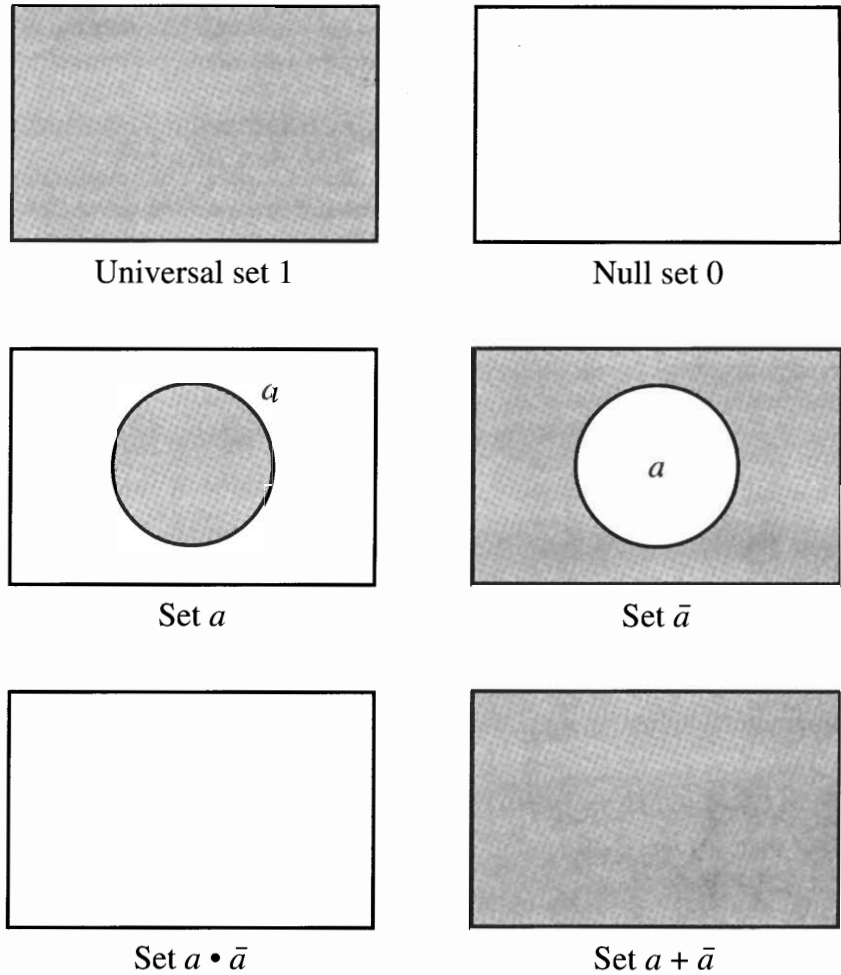 Universal set 1
Null set 0
a
a
Set a
Set ā
Set a • ā
Set a + ā